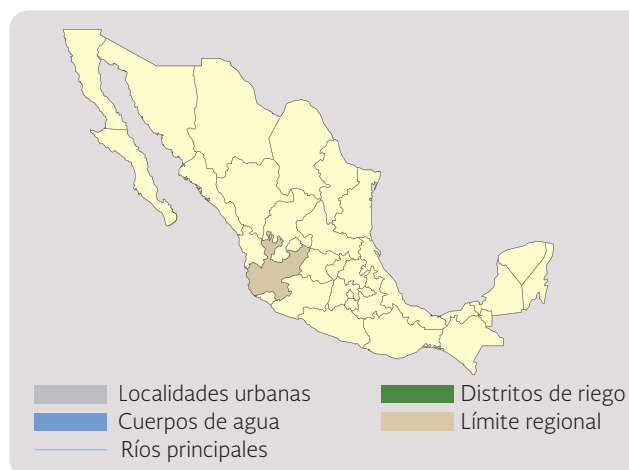 Localidades urbanas
Cuerpos de agua
Ríos principales
Distritos de riego
Límite regional